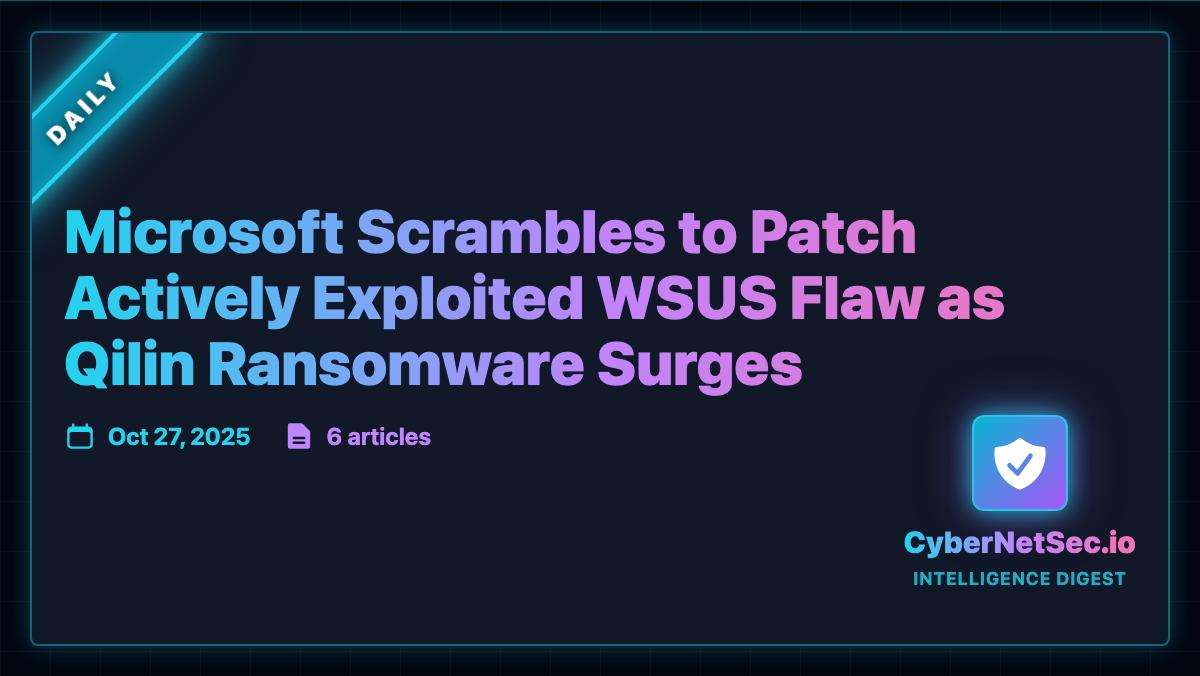 DAILY
Microsoft Scrambles to Patch
Actively Exploited WSUS Flaw as
Qilin Ransomware Surges
Oct 27, 2025 6 articles
CyberNetSec.io
INTELLIGENCE DIGEST